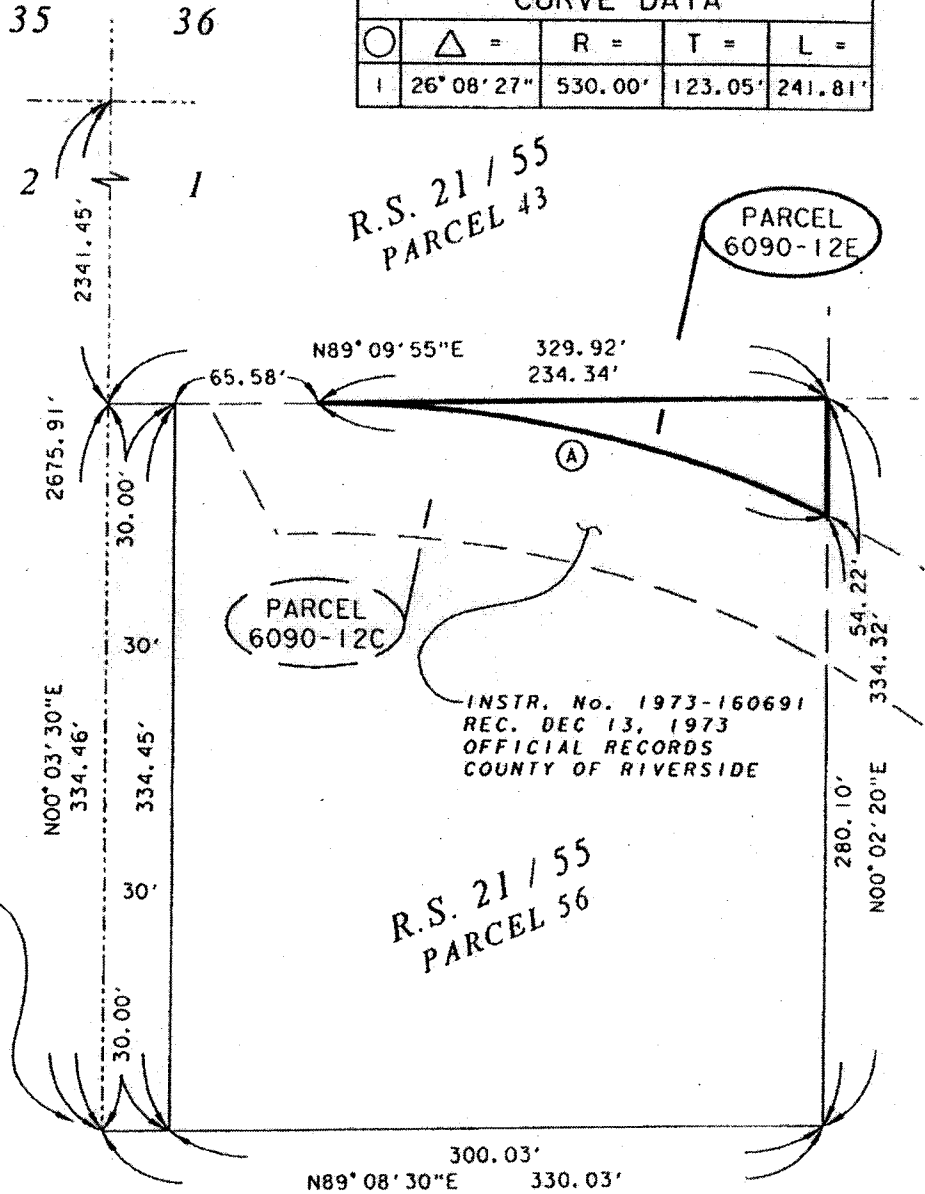 35 36
CURVE DATA
△ = R = T = L =
1 26°08'27" 530.00' 123.05' 241.81'
2 1
R.S. 21 / 55
PARCEL 43
PARCEL
6090-12E
2341.45'
N89°09'55"E 329.92'
65.58' 234.34'
2675.91'
30.00'
A
PARCEL
6090-12C
30'
54.22'
334.32'
INSTR. No. 1973-160691
REC. DEC 13, 1973
OFFICIAL RECORDS
COUNTY OF RIVERSIDE
N00°03'30"E
334.46'
334.45'
280.10'
N00°02'20"E
R.S. 21 / 55
PARCEL 56
30'
30.00'
300.03'
N89°08'30"E 330.03'